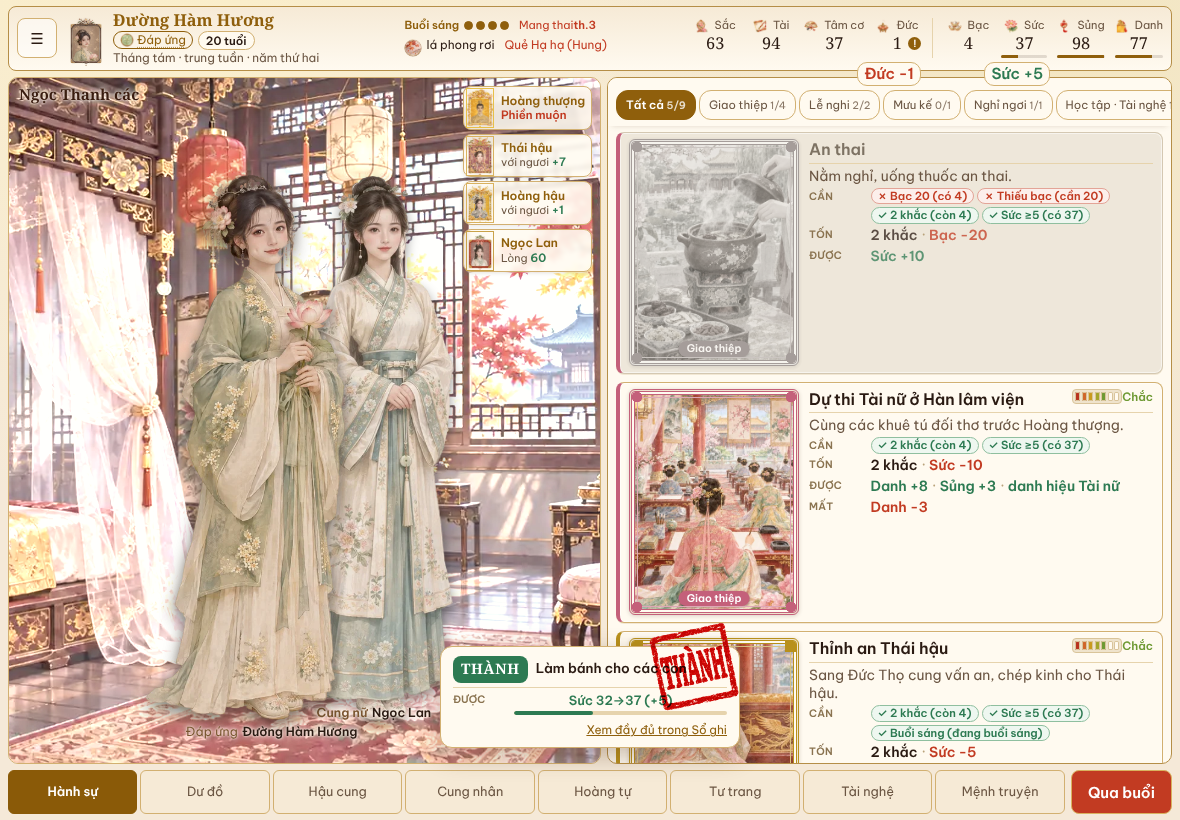 ☰
Đường Hàm Hương
Đáp ứng 20 tuổi
Tháng tám · trung tuần · năm thứ hai
Buổi sáng Mang thai th.3
lá phong rơi Quẻ Hạ hạ (Hung)
Sắc 63
Tài 94
Tâm cơ 37
Đức 1 !
Bạc 4
Sức 37
Sủng 98
Danh 77
Đức -1
Sức +5
Ngọc Thanh các
Hoàng thượng
Phiền muộn
Thái hậu
với ngươi +7
Hoàng hậu
với ngươi +1
Ngọc Lan
Lòng 60
Cung nữ Ngọc Lan
Đáp ứng Đường Hàm Hương
Tất cả 5/9
Giao thiệp 1/4
Lễ nghi 2/2
Mưu kế 0/1
Nghỉ ngơi 1/1
Học tập · Tài nghệ
An thai
Nằm nghỉ, uống thuốc an thai.
CẦN × Bạc 20 (có 4) × Thiếu bạc (cần 20)
✓ 2 khắc (còn 4) ✓ Sức ≥5 (có 37)
TỐN 2 khắc · Bạc -20
ĐƯỢC Sức +10
Giao thiệp
Dự thi Tài nữ ở Hàn lâm viện Chắc
Cùng các khuê tú đối thơ trước Hoàng thượng.
CẦN ✓ 2 khắc (còn 4) ✓ Sức ≥5 (có 37)
TỐN 2 khắc · Sức -10
ĐƯỢC Danh +8 · Sủng +3 · danh hiệu Tài nữ
MẤT Danh -3
Giao thiệp
Thỉnh an Thái hậu Chắc
Sang Đức Thọ cung vấn an, chép kinh cho Thái
hậu.
CẦN ✓ 2 khắc (còn 4) ✓ Sức ≥5 (có 37)
✓ Buổi sáng (đang buổi sáng)
TỐN 2 khắc · Sức -5
THÀNH Làm bánh cho các
THÀNH
ĐƯỢC Sức 32→37 (+5)
Xem đầy đủ trong Sổ ghi
Hành sự
Dư đồ
Hậu cung
Cung nhân
Hoàng tự
Tư trang
Tài nghệ
Mệnh truyện
Qua buổi